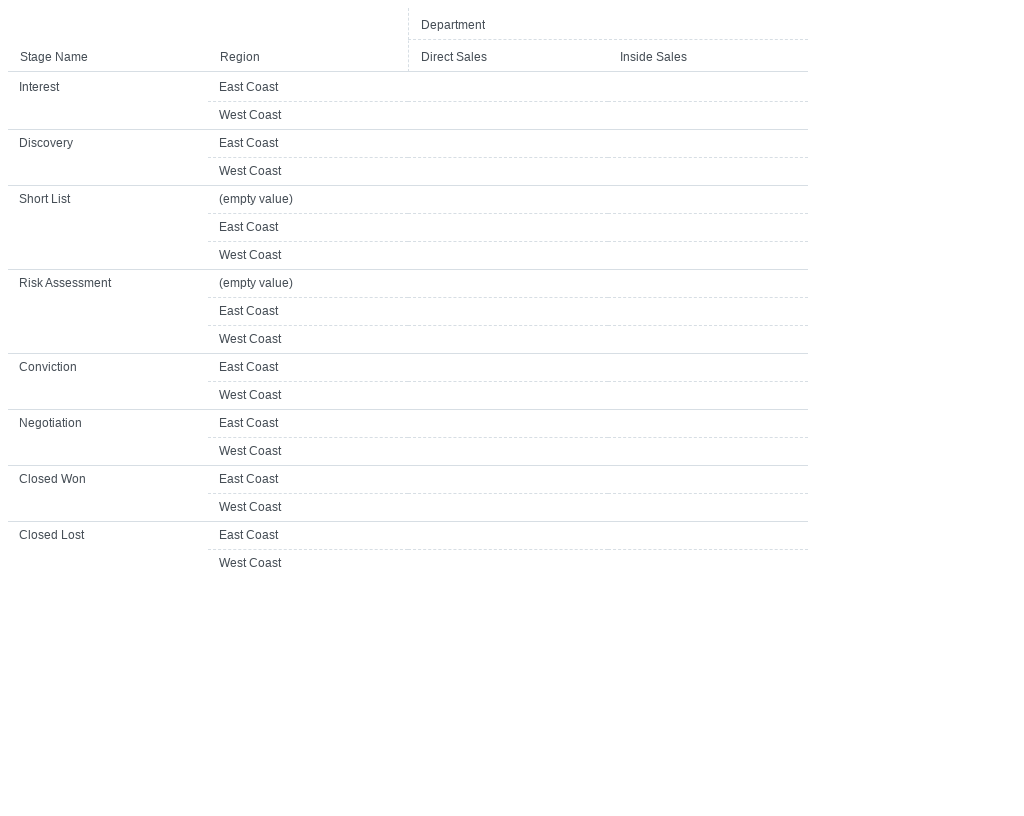 Department
Stage Name Region Direct Sales Inside Sales
Interest East Coast
West Coast
Discovery East Coast
West Coast
Short List (empty value)
East Coast
West Coast
Risk Assessment (empty value)
East Coast
West Coast
Conviction East Coast
West Coast
Negotiation East Coast
West Coast
Closed Won East Coast
West Coast
Closed Lost East Coast
West Coast